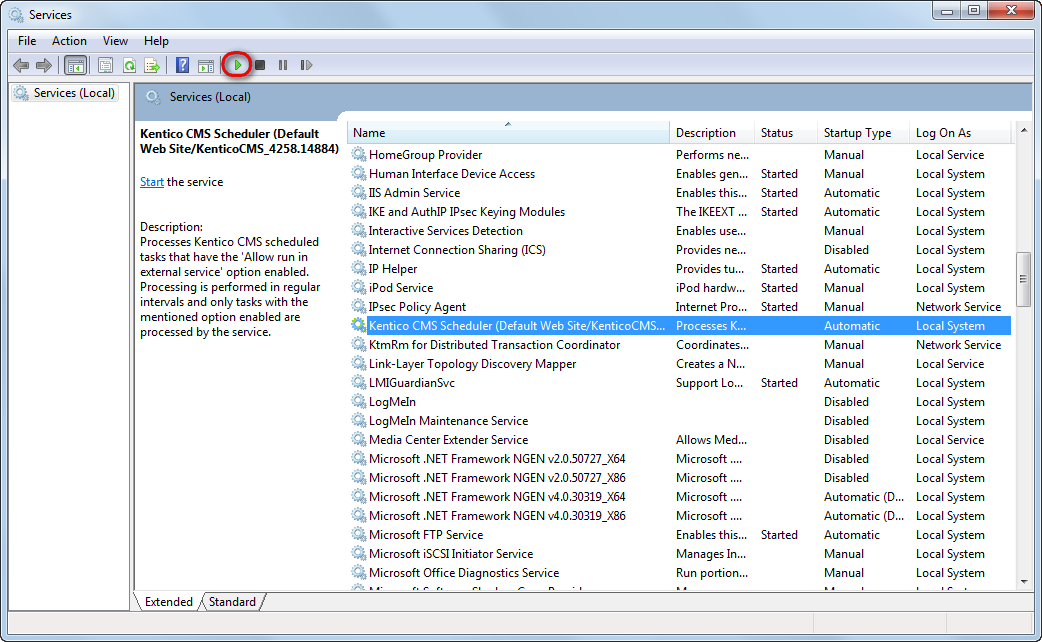 Services
File Action View Help
Services (Local)
Services (Local)
Kentico CMS Scheduler (Default
Web Site/KenticoCMS_4258.14884)
Start the service
Description:
Processes Kentico CMS scheduled
tasks that have the 'Allow run in
external service' option enabled.
Processing is performed in regular
intervals and only tasks with the
mentioned option enabled are
processed by the service.
Name Description Status Startup Type Log On As
HomeGroup Provider Performs ne... Manual Local Service
Human Interface Device Access Enables gen... Started Manual Local System
IIS Admin Service Enables this... Started Automatic Local System
IKE and AuthIP IPsec Keying Modules The IKEEXT ... Started Automatic Local System
Interactive Services Detection Enables use... Manual Local System
Internet Connection Sharing (ICS) Provides ne... Disabled Local System
IP Helper Provides tu... Started Automatic Local System
iPod Service iPod hardw... Started Manual Local System
IPsec Policy Agent Internet Pro... Started Manual Network Service
Kentico CMS Scheduler (Default Web Site/KenticoCMS... Processes K... Automatic Local System
KtmRm for Distributed Transaction Coordinator Coordinates... Manual Network Service
Link-Layer Topology Discovery Mapper Creates a N... Manual Local Service
LMIGuardianSvc Support Lo... Started Automatic Local System
LogMeIn Disabled Local System
LogMeIn Maintenance Service Disabled Local System
Media Center Extender Service Allows Med... Disabled Local Service
Microsoft .NET Framework NGEN v2.0.50727_X64 Microsoft .... Disabled Local System
Microsoft .NET Framework NGEN v2.0.50727_X86 Microsoft .... Disabled Local System
Microsoft .NET Framework NGEN v4.0.30319_X64 Microsoft .... Automatic (D... Local System
Microsoft .NET Framework NGEN v4.0.30319_X86 Microsoft .... Automatic (D... Local System
Microsoft FTP Service Enables this... Started Automatic Local System
Microsoft iSCSI Initiator Service Manages In... Manual Local System
Microsoft Office Diagnostics Service Run portion... Manual Local System
Extended Standard